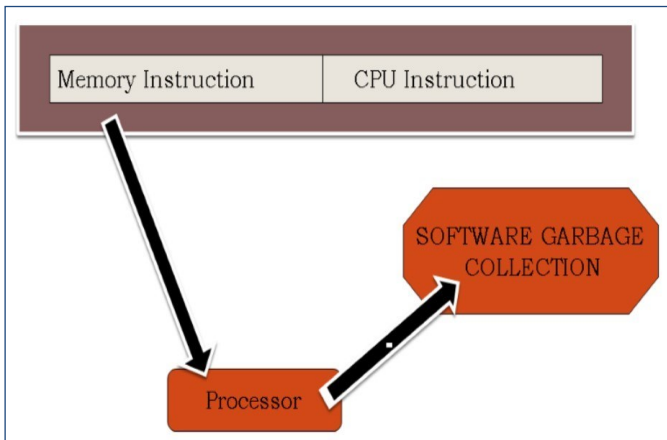 Memory Instruction
CPU Instruction
SOFTWARE GARBAGE
COLLECTION
Processor